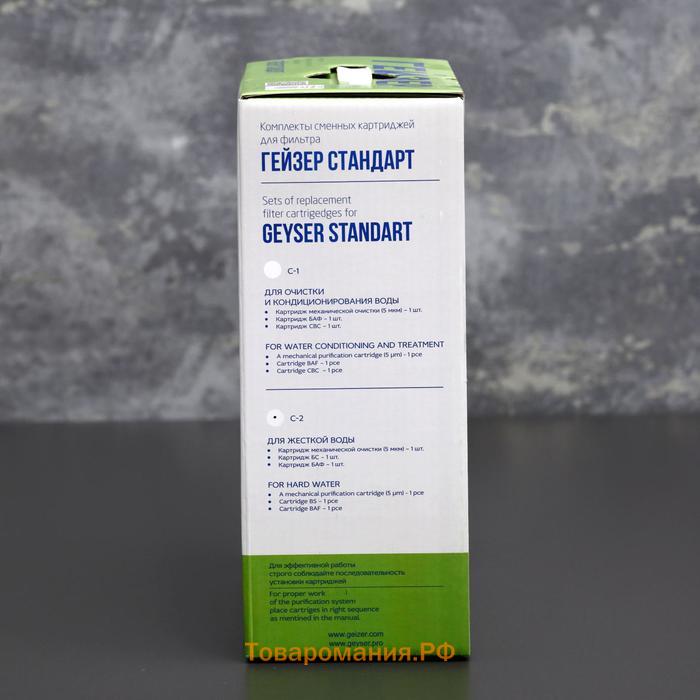 Комплекты сменных картриджей
для фильтра
ГЕЙЗЕР СТАНДАРТ
Sets of replacement
filter cartrigedges for
GEYSER STANDART
С-1
ДЛЯ ОЧИСТКИ
И КОНДИЦИОНИРОВАНИЯ ВОДЫ
• Картридж механической очистки (5 мкм) – 1 шт.
• Картридж БАФ – 1 шт.
• Картридж СВС – 1 шт.
FOR WATER CONDITIONING AND TREATMENT
• A mechanical purification cartridge (5 µm) - 1 pce
• Cartridge BAF – 1 pce
• Cartridge CBC – 1 pce
С-2
ДЛЯ ЖЕСТКОЙ ВОДЫ
• Картридж механической очистки (5 мкм) – 1 шт.
• Картридж БС – 1 шт.
• Картридж БАФ – 1 шт.
FOR HARD WATER
• A mechanical purification cartridge (5 µm) - 1 pce
• Cartridge BS – 1 pce
• Cartridge BAF – 1 pce
Для эффективной работы
строго соблюдайте последовательность
установки картриджей
For proper work
of the purification system
place cartriges in right sequence
as mentined in the manual.
www.geizer.com
www.geyser.pro
Товаромания.РФ